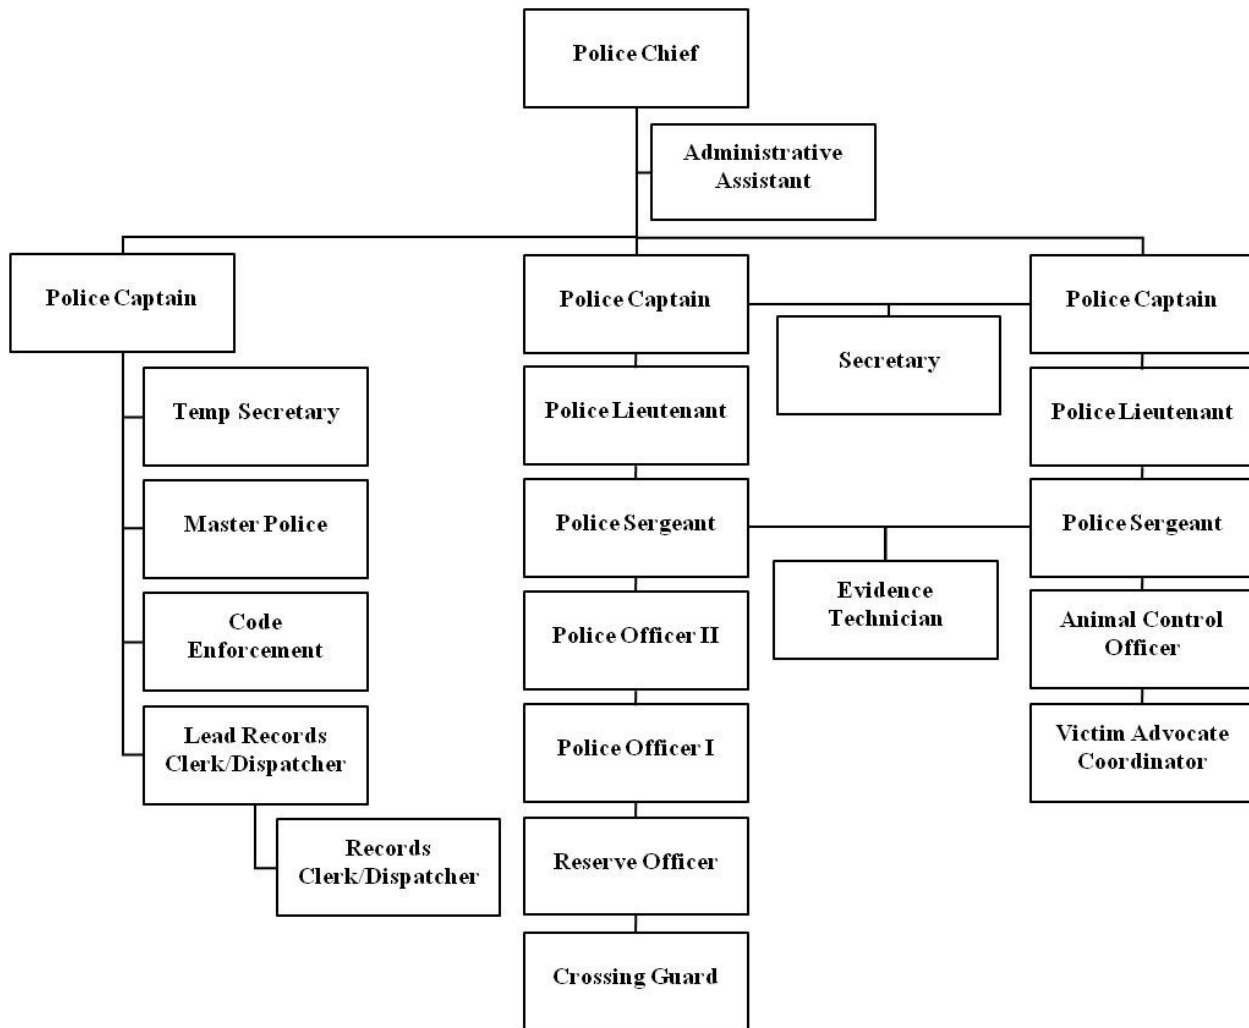 Police Chief
Administrative
Assistant
Police Captain
Police Captain
Police Captain
Secretary
Temp Secretary
Police Lieutenant
Police Lieutenant
Master Police
Police Sergeant
Police Sergeant
Evidence
Technician
Code
Enforcement
Police Officer II
Animal Control
Officer
Lead Records
Clerk/Dispatcher
Police Officer I
Victim Advocate
Coordinator
Records
Clerk/Dispatcher
Reserve Officer
Crossing Guard